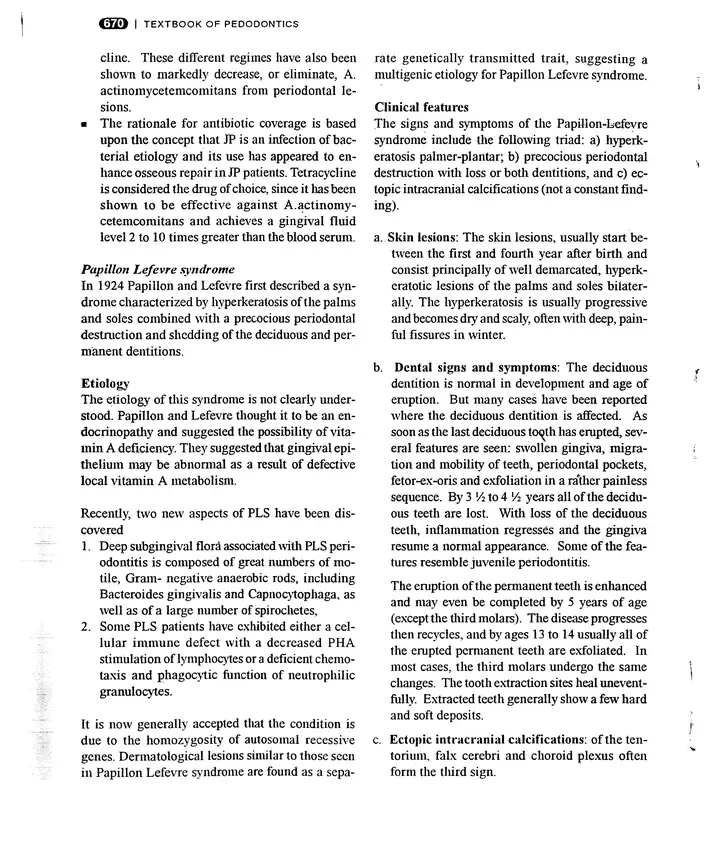 670 | TEXTBOOK OF PEDODONTICS
cline. These different regimes have also been
shown to markedly decrease, or eliminate, A.
actinomycetemcomitans from periodontal le-
sions.
▪ The rationale for antibiotic coverage is based
upon the concept that JP is an infection of bac-
terial etiology and its use has appeared to en-
hance osseous repair in JP patients. Tetracycline
is considered the drug of choice, since it has been
shown to be effective against A.actinomy-
cetemcomitans and achieves a gingival fluid
level 2 to 10 times greater than the blood serum.
Papillon Lefevre syndrome
In 1924 Papillon and Lefevre first described a syn-
drome characterized by hyperkeratosis of the palms
and soles combined with a precocious periodontal
destruction and shedding of the deciduous and per-
manent dentitions.
Etiology
The etiology of this syndrome is not clearly under-
stood. Papillon and Lefevre thought it to be an en-
docrinopathy and suggested the possibility of vita-
min A deficiency. They suggested that gingival epi-
thelium may be abnormal as a result of defective
local vitamin A metabolism.
Recently, two new aspects of PLS have been dis-
covered
1. Deep subgingival flora associated with PLS peri-
odontitis is composed of great numbers of mo-
tile, Gram- negative anaerobic rods, including
Bacteroides gingivalis and Capnocytophaga, as
well as of a large number of spirochetes,
2. Some PLS patients have exhibited either a cel-
lular immune defect with a decreased PHA
stimulation of lymphocytes or a deficient chemo-
taxis and phagocytic function of neutrophilic
granulocytes.
It is now generally accepted that the condition is
due to the homozygosity of autosomal recessive
genes. Dermatological lesions similar to those seen
in Papillon Lefevre syndrome are found as a sepa-
rate genetically transmitted trait, suggesting a
multigenic etiology for Papillon Lefevre syndrome.
Clinical features
The signs and symptoms of the Papillon-Lefevre
syndrome include the following triad: a) hyperk-
eratosis palmer-plantar; b) precocious periodontal
destruction with loss or both dentitions, and c) ec-
topic intracranial calcifications (not a constant find-
ing).
a. Skin lesions: The skin lesions, usually start be-
tween the first and fourth year after birth and
consist principally of well demarcated, hyperk-
eratotic lesions of the palms and soles bilater-
ally. The hyperkeratosis is usually progressive
and becomes dry and scaly, often with deep, pain-
ful fissures in winter.
b. Dental signs and symptoms: The deciduous
dentition is normal in development and age of
eruption. But many cases have been reported
where the deciduous dentition is affected. As
soon as the last deciduous tooth has erupted, sev-
eral features are seen: swollen gingiva, migra-
tion and mobility of teeth, periodontal pockets,
fetor-ex-oris and exfoliation in a rather painless
sequence. By 3 ½ to 4 ½ years all of the decidu-
ous teeth are lost. With loss of the deciduous
teeth, inflammation regresses and the gingiva
resume a normal appearance. Some of the fea-
tures resemble juvenile periodontitis.
The eruption of the permanent teeth is enhanced
and may even be completed by 5 years of age
(except the third molars). The disease progresses
then recycles, and by ages 13 to 14 usually all of
the erupted permanent teeth are exfoliated. In
most cases, the third molars undergo the same
changes. The tooth extraction sites heal unevent-
fully. Extracted teeth generally show a few hard
and soft deposits.
c. Ectopic intracranial calcifications: of the ten-
torium, falx cerebri and choroid plexus often
form the third sign.